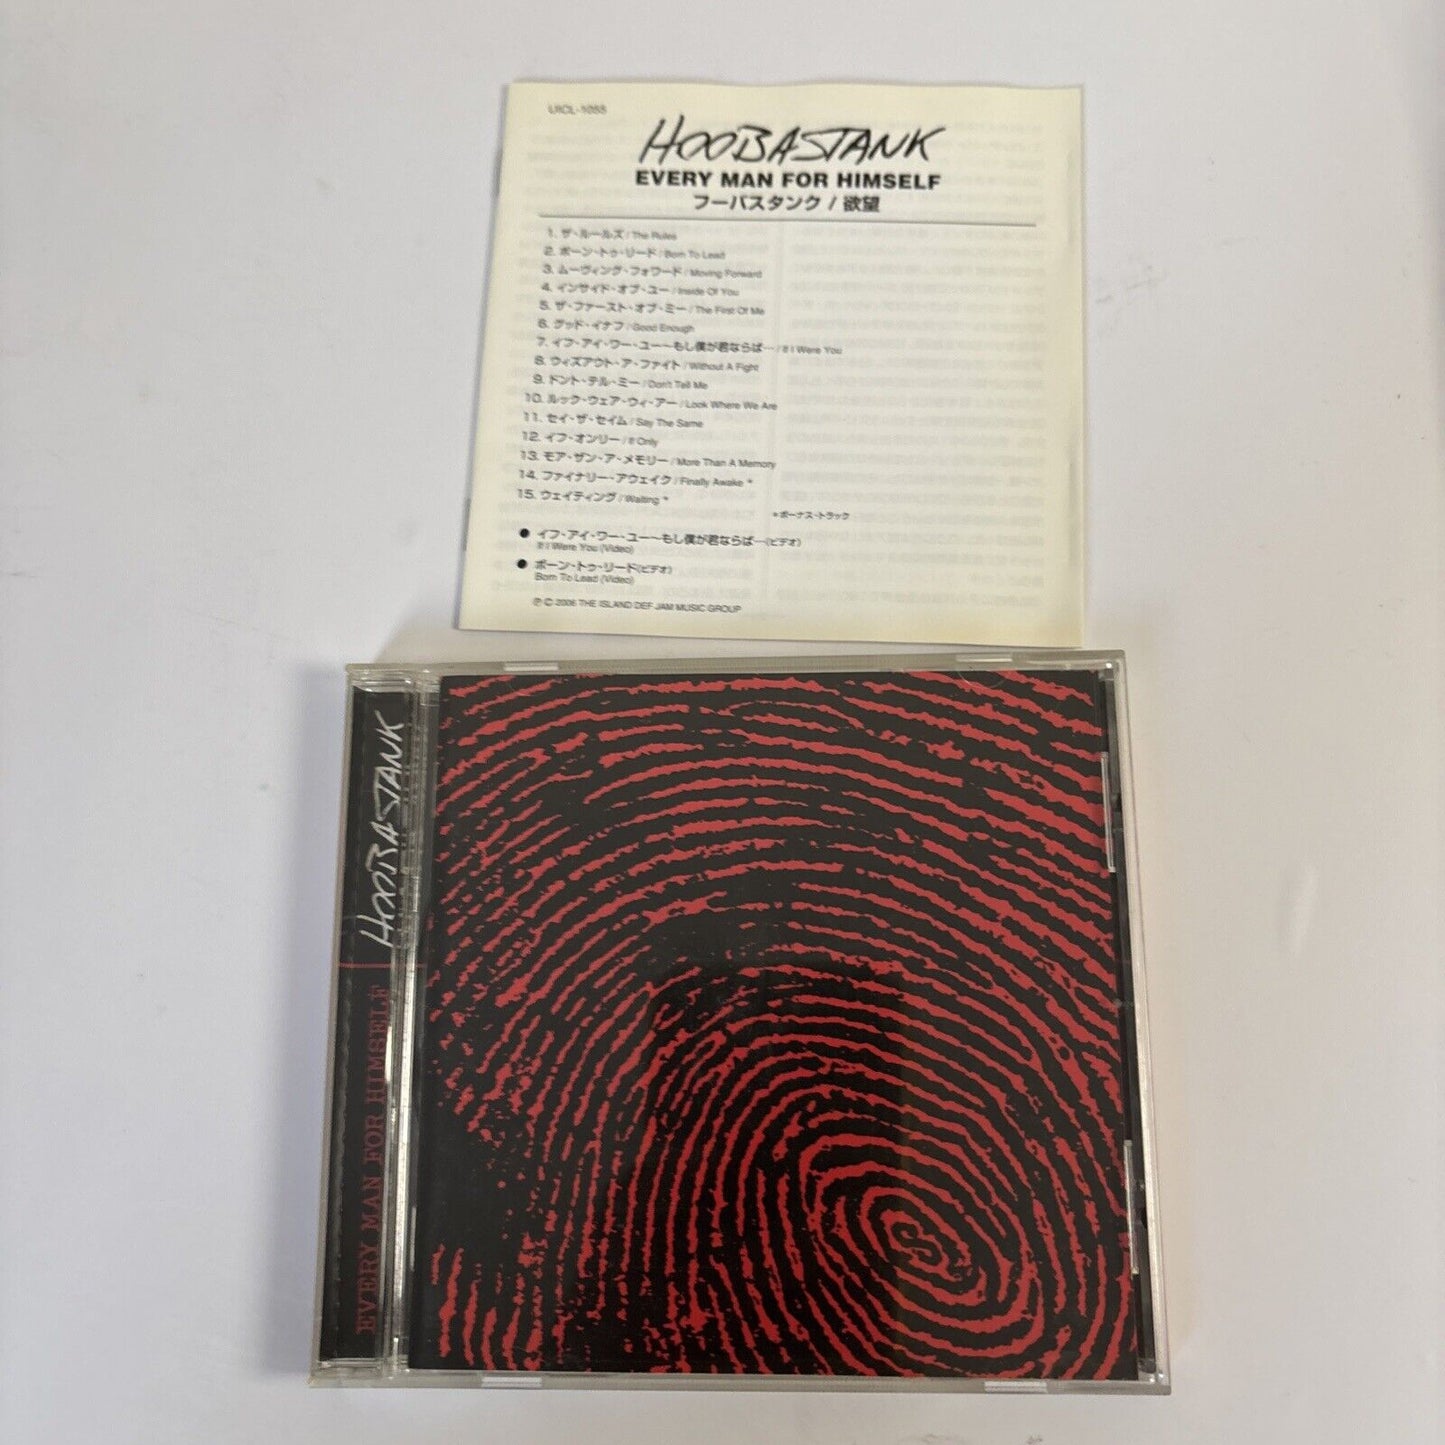 UICL-1055
HOOBASTANK
EVERY MAN FOR HIMSELF
フーバスタンク / 欲望
1. ザ・ルールズ / The Rules
2. ボーン・トゥ・リード / Born To Lead
3. ムーヴィング・フォワード / Moving Forward
4. インサイド・オブ・ユー / Inside Of You
5. ザ・ファースト・オブ・ミー / The First Of Me
6. グッド・イナフ / Good Enough
7. イフ・アイ・ワー・ユー〜もし僕が君ならば… / If I Were You
8. ウィズアウト・ア・ファイト / Without A Fight
9. ドント・テル・ミー / Don't Tell Me
10. ルック・ウェア・ウィ・アー / Look Where We Are
11. セイ・ザ・セイム / Say The Same
12. イフ・オンリー / If Only
13. モア・ザン・ア・メモリー / More Than A Memory
14. ファイナリー・アウェイク / Finally Awake *
15. ウェイティング / Waiting *
*ボーナス・トラック
● イフ・アイ・ワー・ユー〜もし僕が君ならば…(ビデオ)
If I Were You (Video)
● ボーン・トゥ・リード(ビデオ)
Born To Lead (Video)
℗ © 2006 THE ISLAND DEF JAM MUSIC GROUP
HOOBASTANK
EVERY MAN FOR HIMSELF